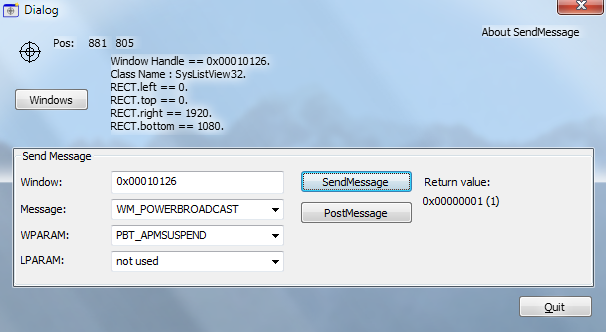 Dialog
About SendMessage
Pos: 881 805
Window Handle == 0x00010126.
Class Name : SysListView32.
RECT.left == 0.
RECT.top == 0.
RECT.right == 1920.
RECT.bottom == 1080.
Windows
Send Message
Window: 0x00010126 SendMessage Return value:
Message: WM_POWERBROADCAST PostMessage 0x00000001 (1)
WPARAM: PBT_APMSUSPEND
LPARAM: not used
Quit